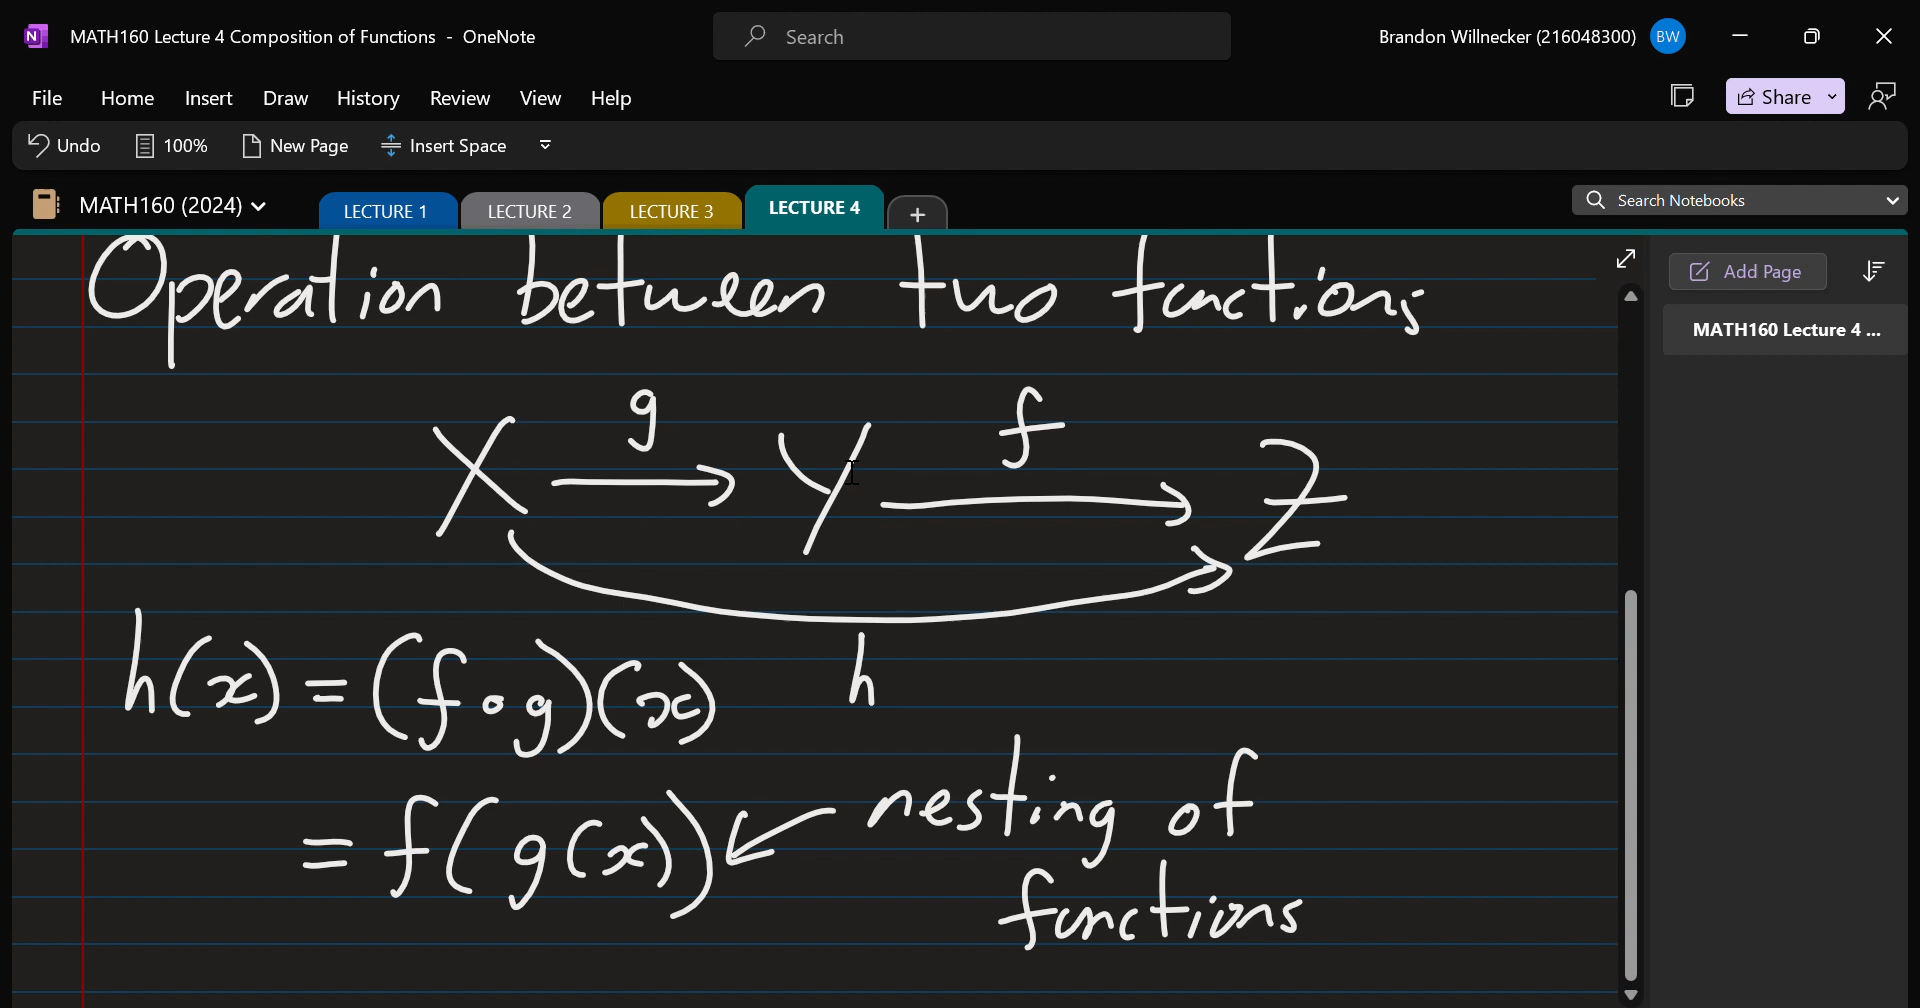 MATH160 Lecture 4 Composition of Functions - OneNote
Search
Brandon Willnecker (216048300) BW
File Home Insert Draw History Review View Help
Share
Undo 100% New Page Insert Space
MATH160 (2024)
LECTURE 1 LECTURE 2 LECTURE 3 LECTURE 4 +
Search Notebooks
Add Page
MATH160 Lecture 4 ...
Operation between two functions
g f
X → Y → Z
h
h(x) = (f∘g)(x)
= f(g(x)) ← nesting of
functions